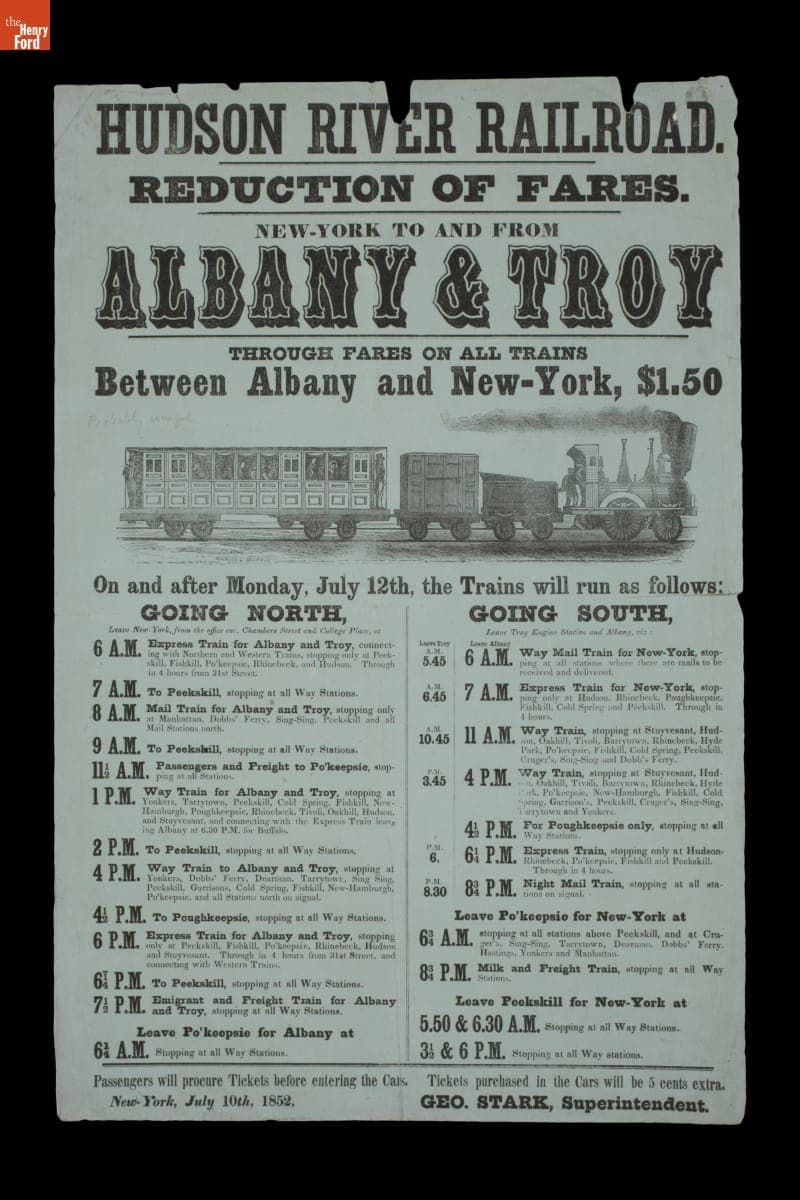 the
Henry
Ford
HUDSON RIVER RAILROAD.
REDUCTION OF FARES.
NEW-YORK TO AND FROM
ALBANY & TROY
THROUGH FARES ON ALL TRAINS
Between Albany and New-York, $1.50
Probably
On and after Monday, July 12th, the Trains will run as follows:
GOING NORTH,
Leave New-York, from the office cor. Chambers Street and College Place, at
6 A.M. Express Train for Albany and Troy, connect-
ing with Northern and Western Trains, stopping only at Peek-
skill, Fishkill, Po'keepsie, Rhinebeck, and Hudson. Through
in 4 hours from 31st Street.
7 A.M. To Peekskill, stopping at all Way Stations.
8 A.M. Mail Train for Albany and Troy, stopping only
at Manhattan, Dobbs' Ferry, Sing-Sing, Peekskill and all
Mail Stations north.
9 A.M. To Peekskill, stopping at all Way Stations.
11½ A.M. Passengers and Freight to Po'keepsie, stop-
ping at all Stations.
1 P.M. Way Train for Albany and Troy, stopping at
Yonkers, Tarrytown, Peekskill, Cold Spring, Fishkill, New-
Hamburg, Poughkeepsie, Rhinebeck, Tivoli, Oakhill, Hudson,
and Stuyvesant, and connecting with the Express Train leav
ing Albany at 6.30 P.M. for Buffalo.
2 P.M. To Peekskill, stopping at all Way Stations.
4 P.M. Way Train to Albany and Troy, stopping at
Yonkers, Dobbs' Ferry, Dearman, Tarrytown, Sing Sing,
Peekskill, Garrisons, Cold Spring, Fishkill, New-Hamburgh,
Po'keepsie, and all Stations north on signal.
4½ P.M. To Poughkeepsie, stopping at all Way Stations.
6 P.M. Express Train for Albany and Troy, stopping
only at Peekskill, Fishkill, Po'keepsie, Rhinebeck, Hudson
and Stuyvesant. Through in 4 hours from 31st Street, and
connecting with Western Trains.
6¼ P.M. To Peekskill, stopping at all Way Stations.
7½ P.M. Emigrant and Freight Train for Albany
and Troy, stopping at all Way Stations.
Leave Po'keepsie for Albany at
6¼ A.M. Stopping at all Way Stations.
GOING SOUTH,
Leave Troy Engine Station and Albany, viz:
Leave Troy Leave Albany
A.M.
5.45 6 A.M. Way Mail Train for New-York, stop-
ping at all stations where there are mails to be
received and delivered.
A.M.
6.45 7 A.M. Express Train for New-York, stop-
ping only at Hudson, Rhinebeck, Poughkeepsie,
Fishkill, Cold Spring and Peekskill. Through in
4 hours.
A.M.
10.45 11 A.M. Way Train, stopping at Stuyvesant, Hud-
son, Oakhill, Tivoli, Barrytown, Rhinebeck, Hyde
Park, Po'keepsie, Fishkill, Cold Spring, Peekskill,
Cruger's, Sing-Sing and Dobb's Ferry.
P.M.
3.45 4 P.M. Way Train, stopping at Stuyvesant, Hud-
Oakhill, Tivoli, Barrytown, Rhinebeck, Hyde
Park, Po'keepsie, New-Hamburgh, Fishkill, Cold
Spring, Garrison's, Peekskill, Cruger's, Sing-Sing,
Tarrytown and Yonkers.
4½ P.M. For Poughkeepsie only, stopping at all
Way Stations.
P.M.
6. 6¼ P.M. Express Train, stopping only at Hudson
Rhinebeck, Po'keepsie, Fishkill and Peekskill.
Through in 4 hours.
P.M.
8.30 8¾ P.M. Night Mail Train, stopping at all sta-
tions on signal.
Leave Po'keepsie for New-York at
6¾ A.M. stopping at all stations above Peekskill, and at Cru-
ger's, Sing-Sing, Tarrytown, Dearman, Dobbs' Ferry,
Hastings, Yonkers and Manhattan.
8¾ P.M. Milk and Freight Train, stopping at all Way
Stations.
Leave Peekskill for New-York at
5.50 & 6.30 A.M. Stopping at all Way Stations.
3½ & 6 P.M. Stopping at all Way stations.
Passengers will procure Tickets before entering the Cars. Tickets purchased in the Cars will be 5 cents extra.
New-York, July 10th, 1852. GEO. STARK, Superintendent.